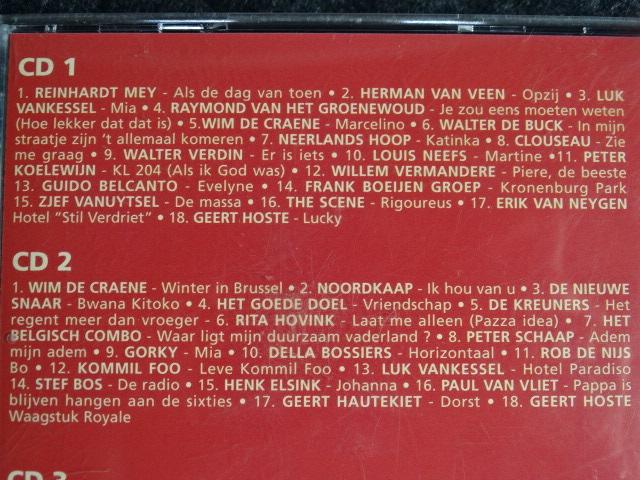 CD 1
1. REINHARDT MEY - Als de dag van toen • 2. HERMAN VAN VEEN - Opzij • 3. LUK
VANKESSEL - Mia • 4. RAYMOND VAN HET GROENEWOUD - Je zou eens moeten weten
(Hoe lekker dat dat is) • 5.WIM DE CRAENE - Marcelino • 6. WALTER DE BUCK - In mijn
straatje zijn 't allemaal komeren • 7. NEERLANDS HOOP - Katinka • 8. CLOUSEAU - Zie
me graag • 9. WALTER VERDIN - Er is iets • 10. LOUIS NEEFS - Martine •11. PETER
KOELEWIJN - KL 204 (Als ik God was) • 12. WILLEM VERMANDERE - Piere, de beeste
13. GUIDO BELCANTO - Evelyne • 14. FRANK BOEIJEN GROEP - Kronenburg Park
15. ZJEF VANUYTSEL - De massa • 16. THE SCENE - Rigoureus • 17. ERIK VAN NEYGEN
Hotel "Stil Verdriet" • 18. GEERT HOSTE - Lucky
CD 2
1. WIM DE CRAENE - Winter in Brussel • 2. NOORDKAAP - Ik hou van u • 3. DE NIEUWE
SNAAR - Bwana Kitoko • 4. HET GOEDE DOEL - Vriendschap • 5. DE KREUNERS - Het
regent meer dan vroeger - 6. RITA HOVINK - Laat me alleen (Pazza idea) • 7. HET
BELGISCH COMBO - Waar ligt mijn duurzaam vaderland ? • 8. PETER SCHAAP - Adem
mijn adem • 9. GORKY - Mia • 10. DELLA BOSSIERS - Horizontaal • 11. ROB DE NIJS
Bo • 12. KOMMIL FOO - Leve Kommil Foo • 13. LUK VANKESSEL - Hotel Paradiso
14. STEF BOS - De radio • 15. HENK ELSINK - Johanna • 16. PAUL VAN VLIET - Pappa is
blijven hangen aan de sixties • 17. GEERT HAUTEKIET - Dorst • 18. GEERT HOSTE
Waagstuk Royale
CD 3